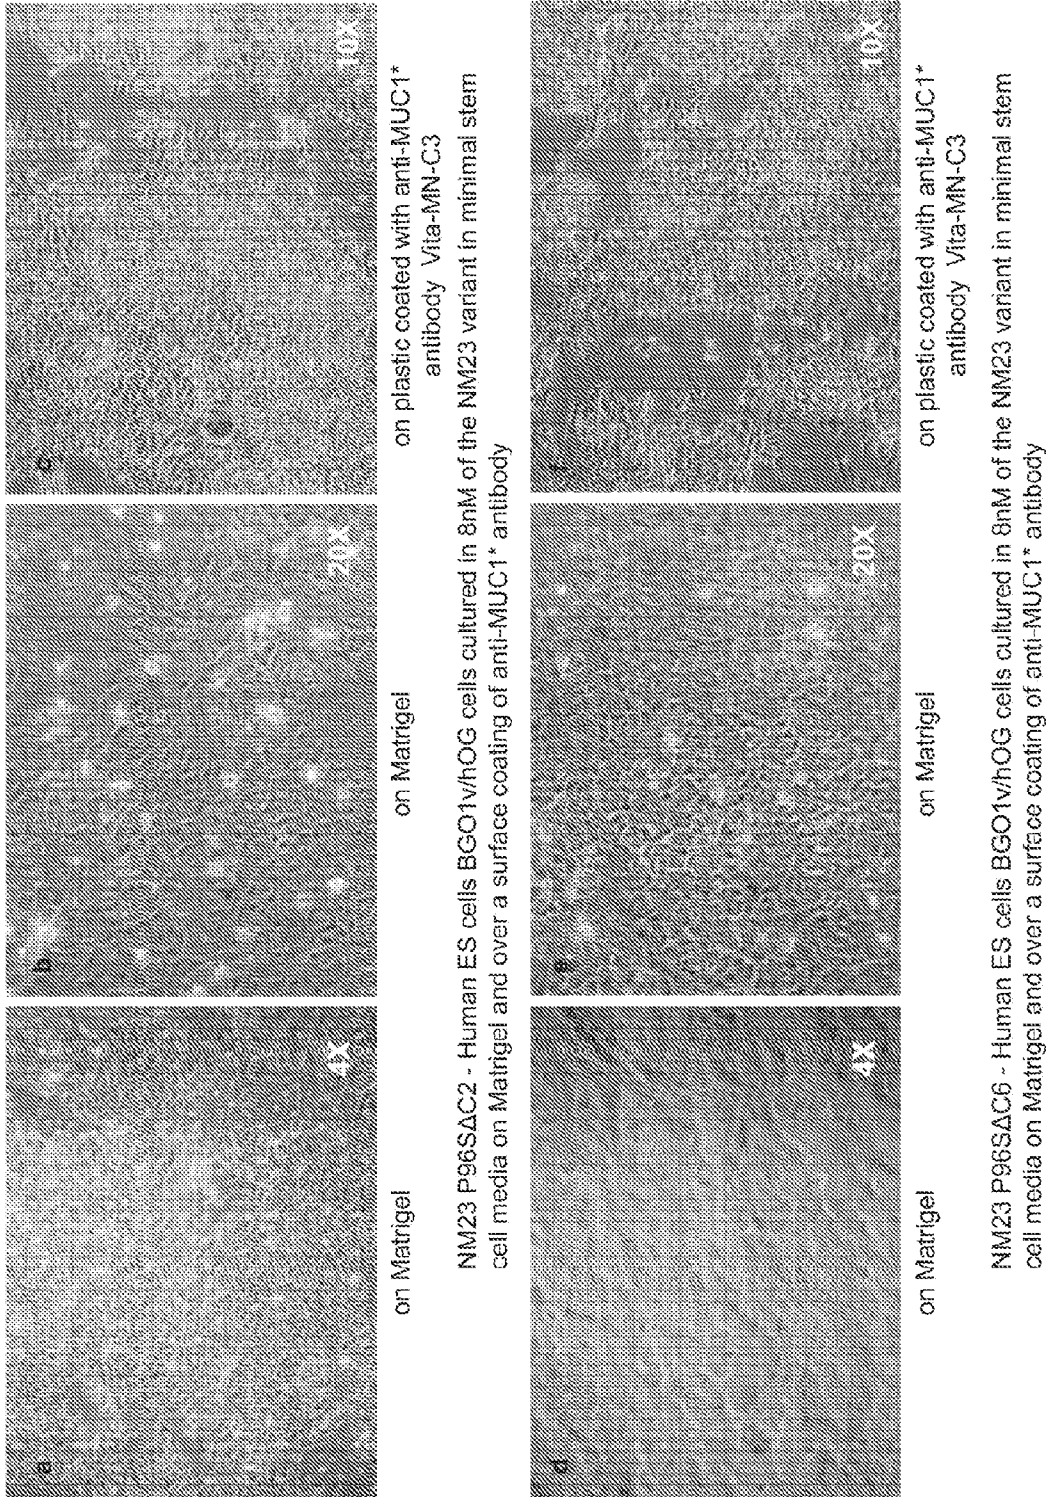 a
4X
on Matrigel
b
20X
on Matrigel
c
10X
on plastic coated with anti-MUC1*
antibody Vita-MN-C3
NM23 P96SΔC2 - Human ES cells BGO1v/hOG cells cultured in 8nM of the NM23 variant in minimal stem
cell media on Matrigel and over a surface coating of anti-MUC1* antibody
d
4X
on Matrigel
e
20X
on Matrigel
f
10X
on plastic coated with anti-MUC1*
antibody Vita-MN-C3
NM23 P96SΔC6 - Human ES cells BGO1v/hOG cells cultured in 8nM of the NM23 variant in minimal stem
cell media on Matrigel and over a surface coating of anti-MUC1* antibody